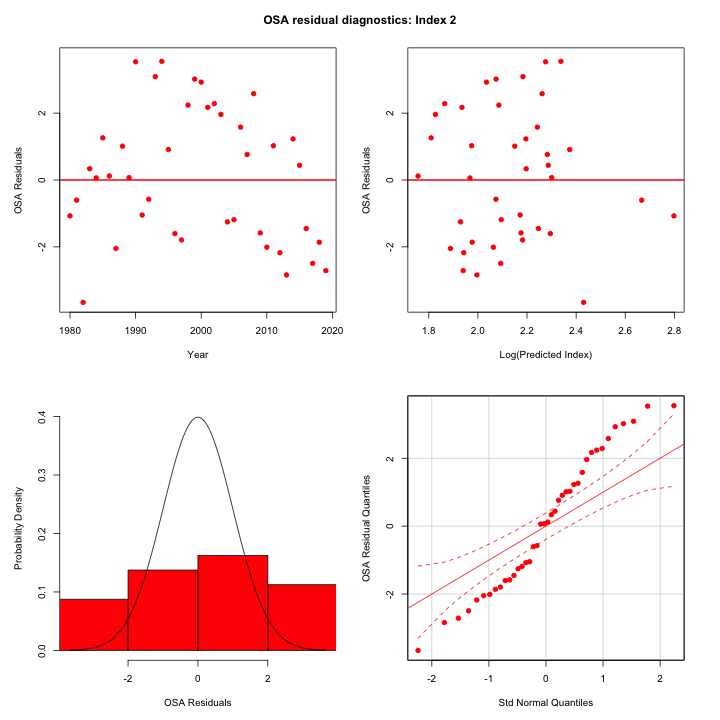 OSA residual diagnostics: Index 2
OSA Residuals
2
0
-2
1980 1990 2000 2010 2020
Year
OSA Residuals
2
0
-2
1.8 2.0 2.2 2.4 2.6 2.8
Log(Predicted Index)
Probability Density
0.4
0.3
0.2
0.1
0.0
-2 0 2
OSA Residuals
OSA Residual Quantiles
2
0
-2
-2 -1 0 1 2
Std Normal Quantiles